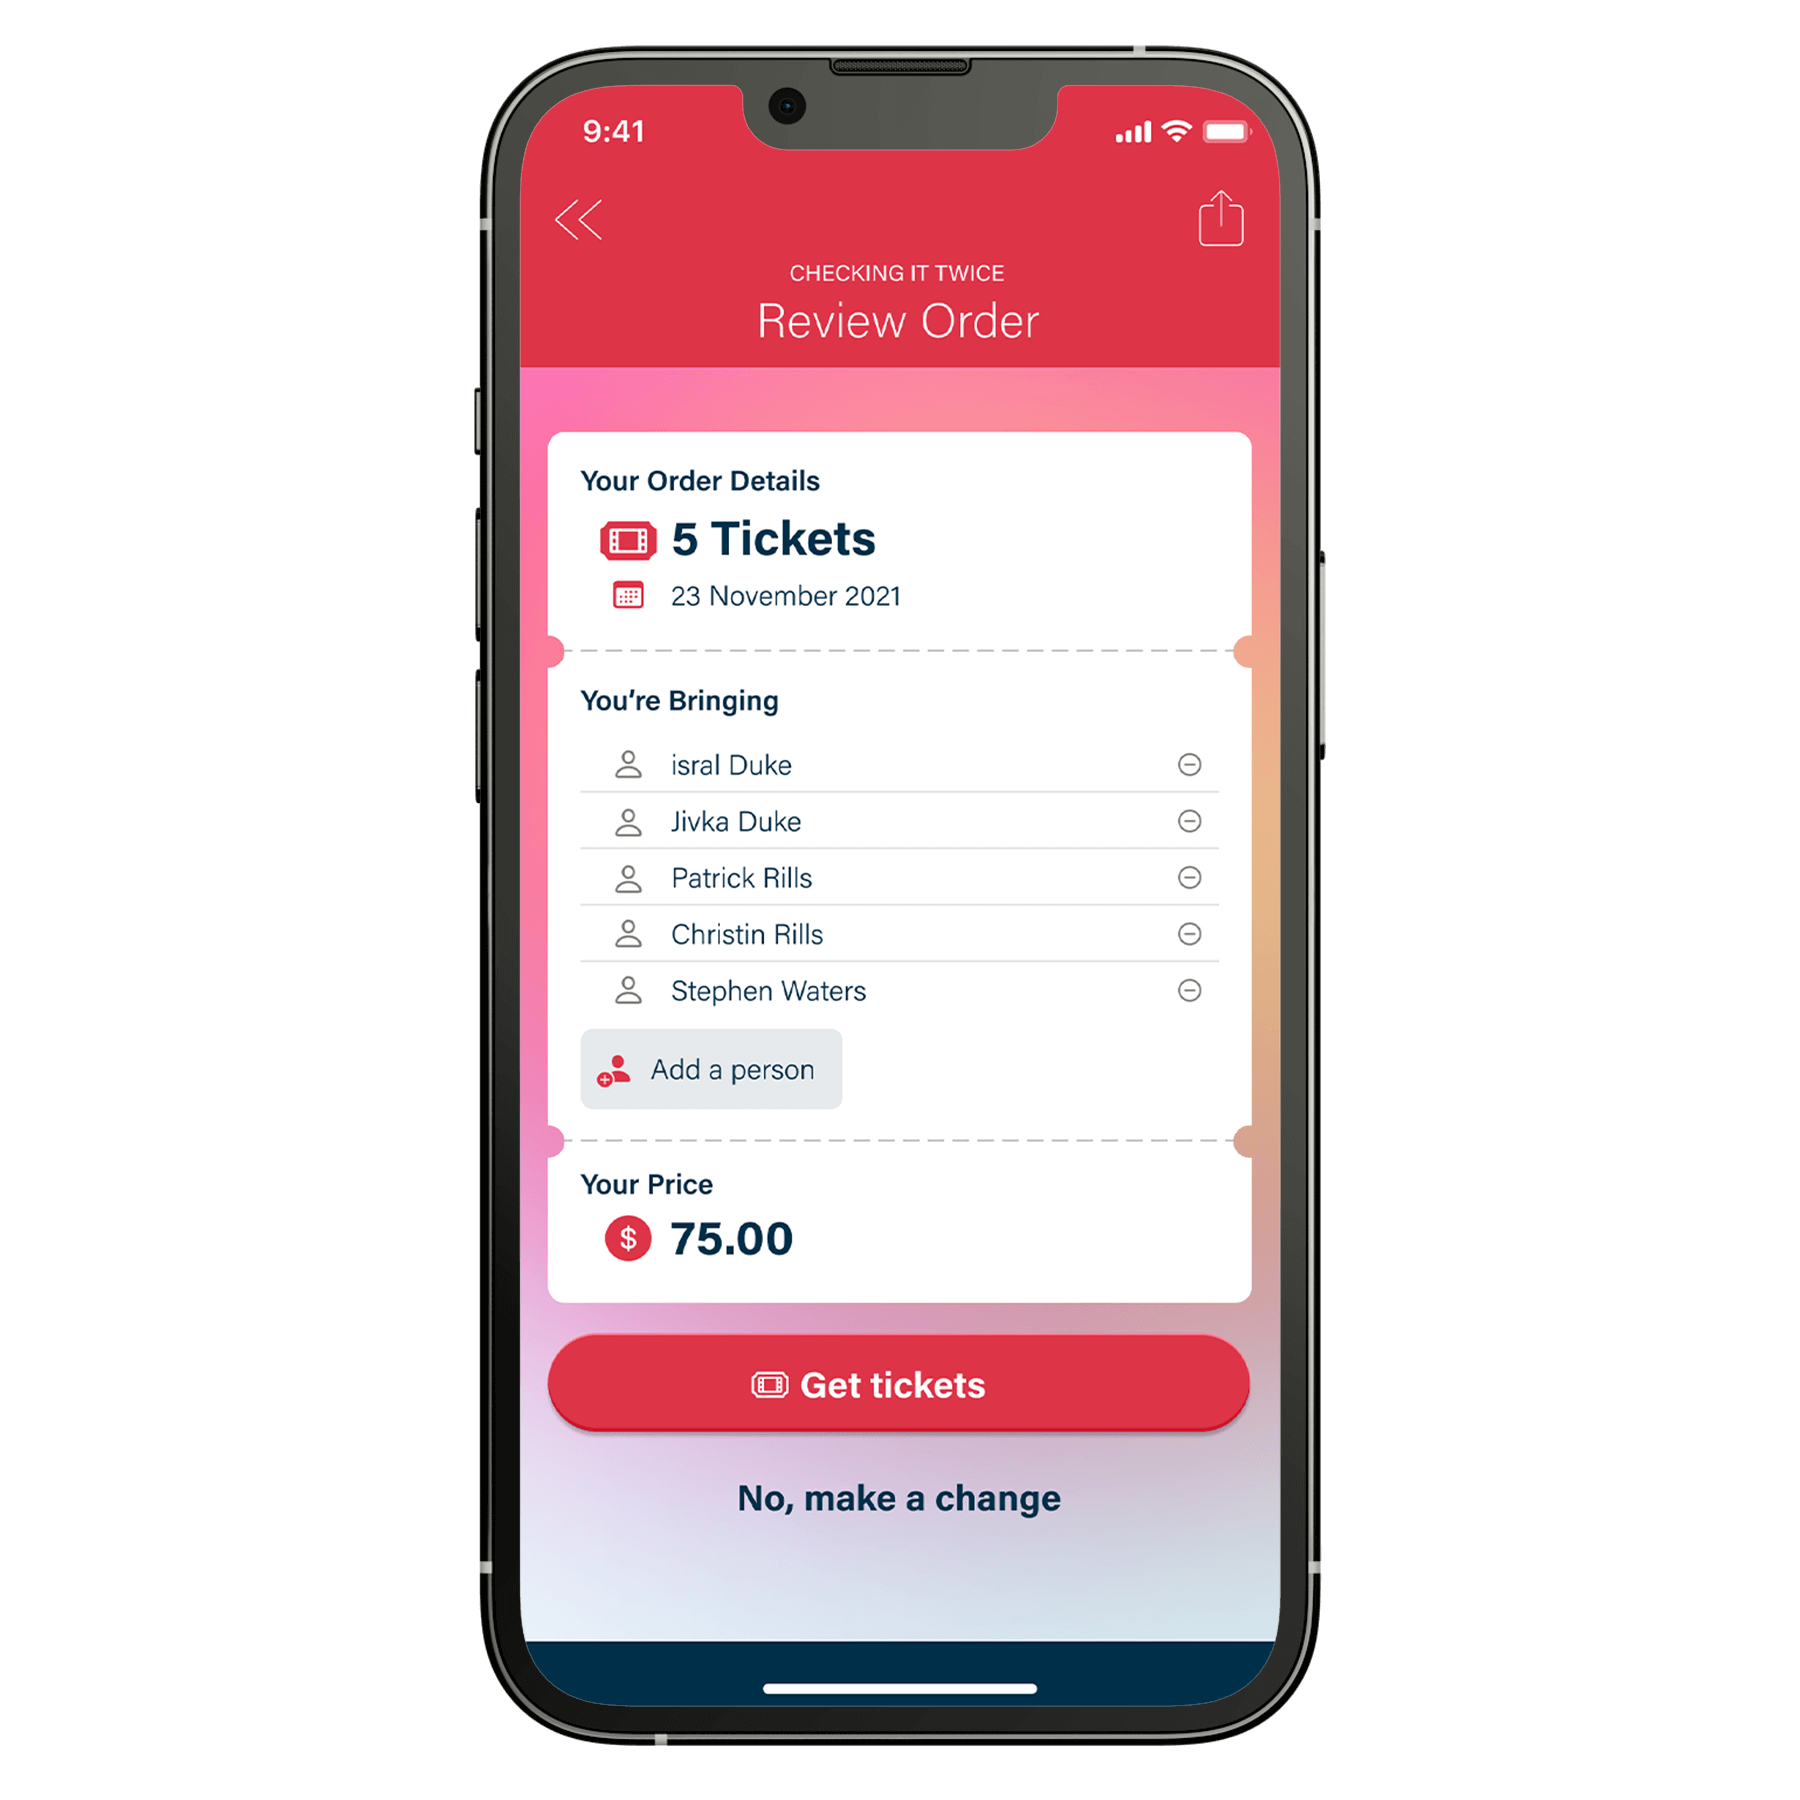 9:41
CHECKING IT TWICE
Review Order
Your Order Details
5 Tickets
23 November 2021
You’re Bringing
isral Duke
Jivka Duke
Patrick Rills
Christin Rills
Stephen Waters
Add a person
Your Price
$ 75.00
Get tickets
No, make a change